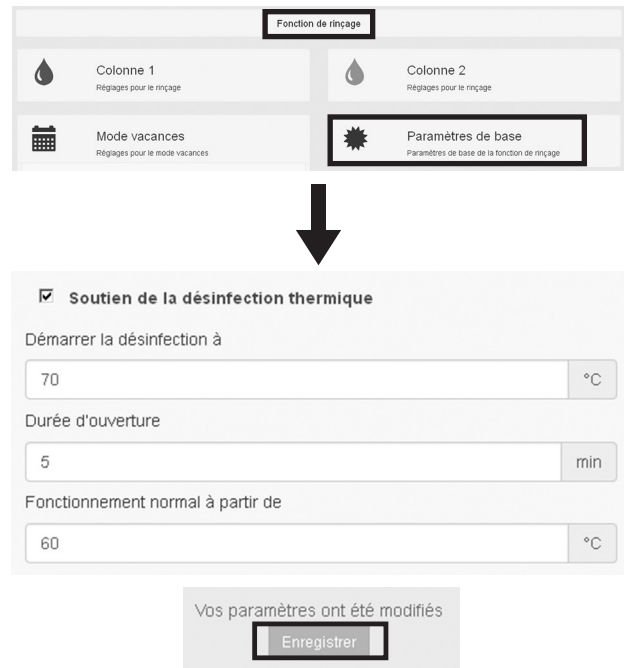 Fonction de rinçage
Colonne 1
Réglages pour le rinçage
Colonne 2
Réglages pour le rinçage
Mode vacances
Réglages pour le mode vacances
Paramètres de base
Paramètres de base de la fonction de rinçage
Soutien de la désinfection thermique
Démarrer la désinfection à
70 °C
Durée d'ouverture
5 min
Fonctionnement normal à partir de
60 °C
Vos paramètres ont été modifiés
Enregistrer